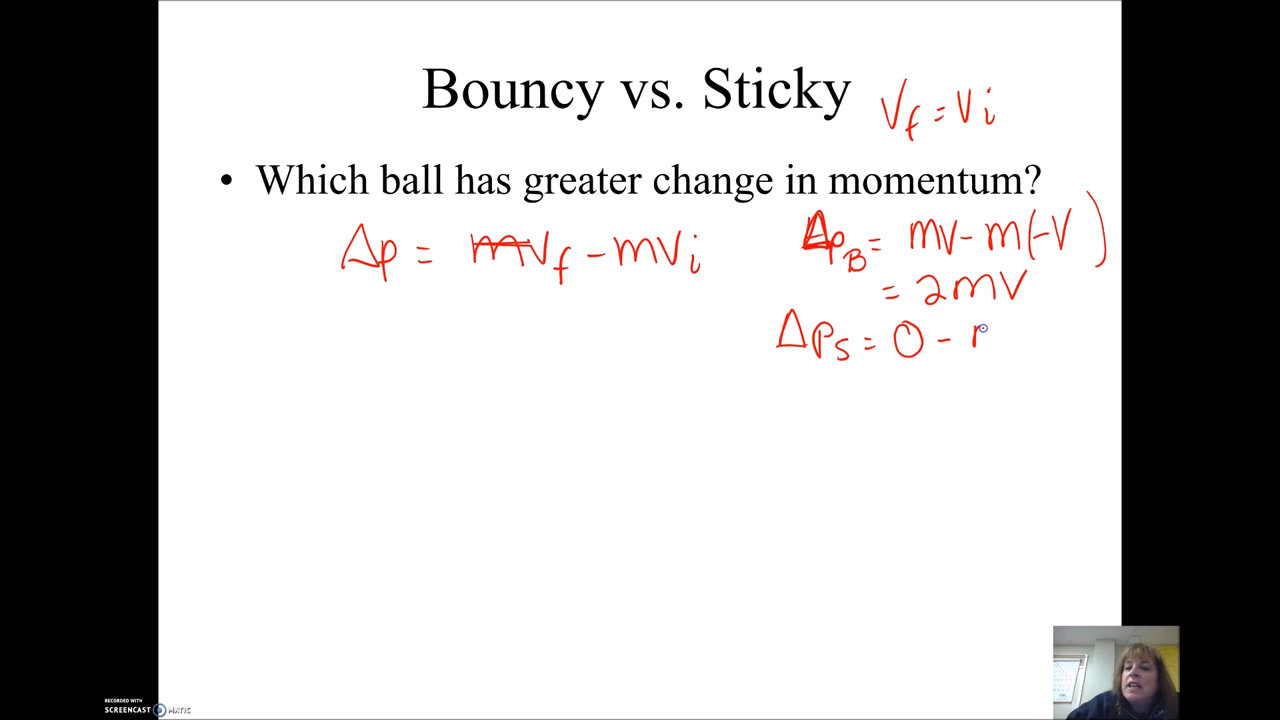 Bouncy vs. Sticky
Vf = Vi
• Which ball has greater change in momentum?
Δp = mVf - mVi
ΔpB = mV - m(-V)
= 2mV
ΔPs = 0 -
RECORDED WITH
SCREENCAST MATIC